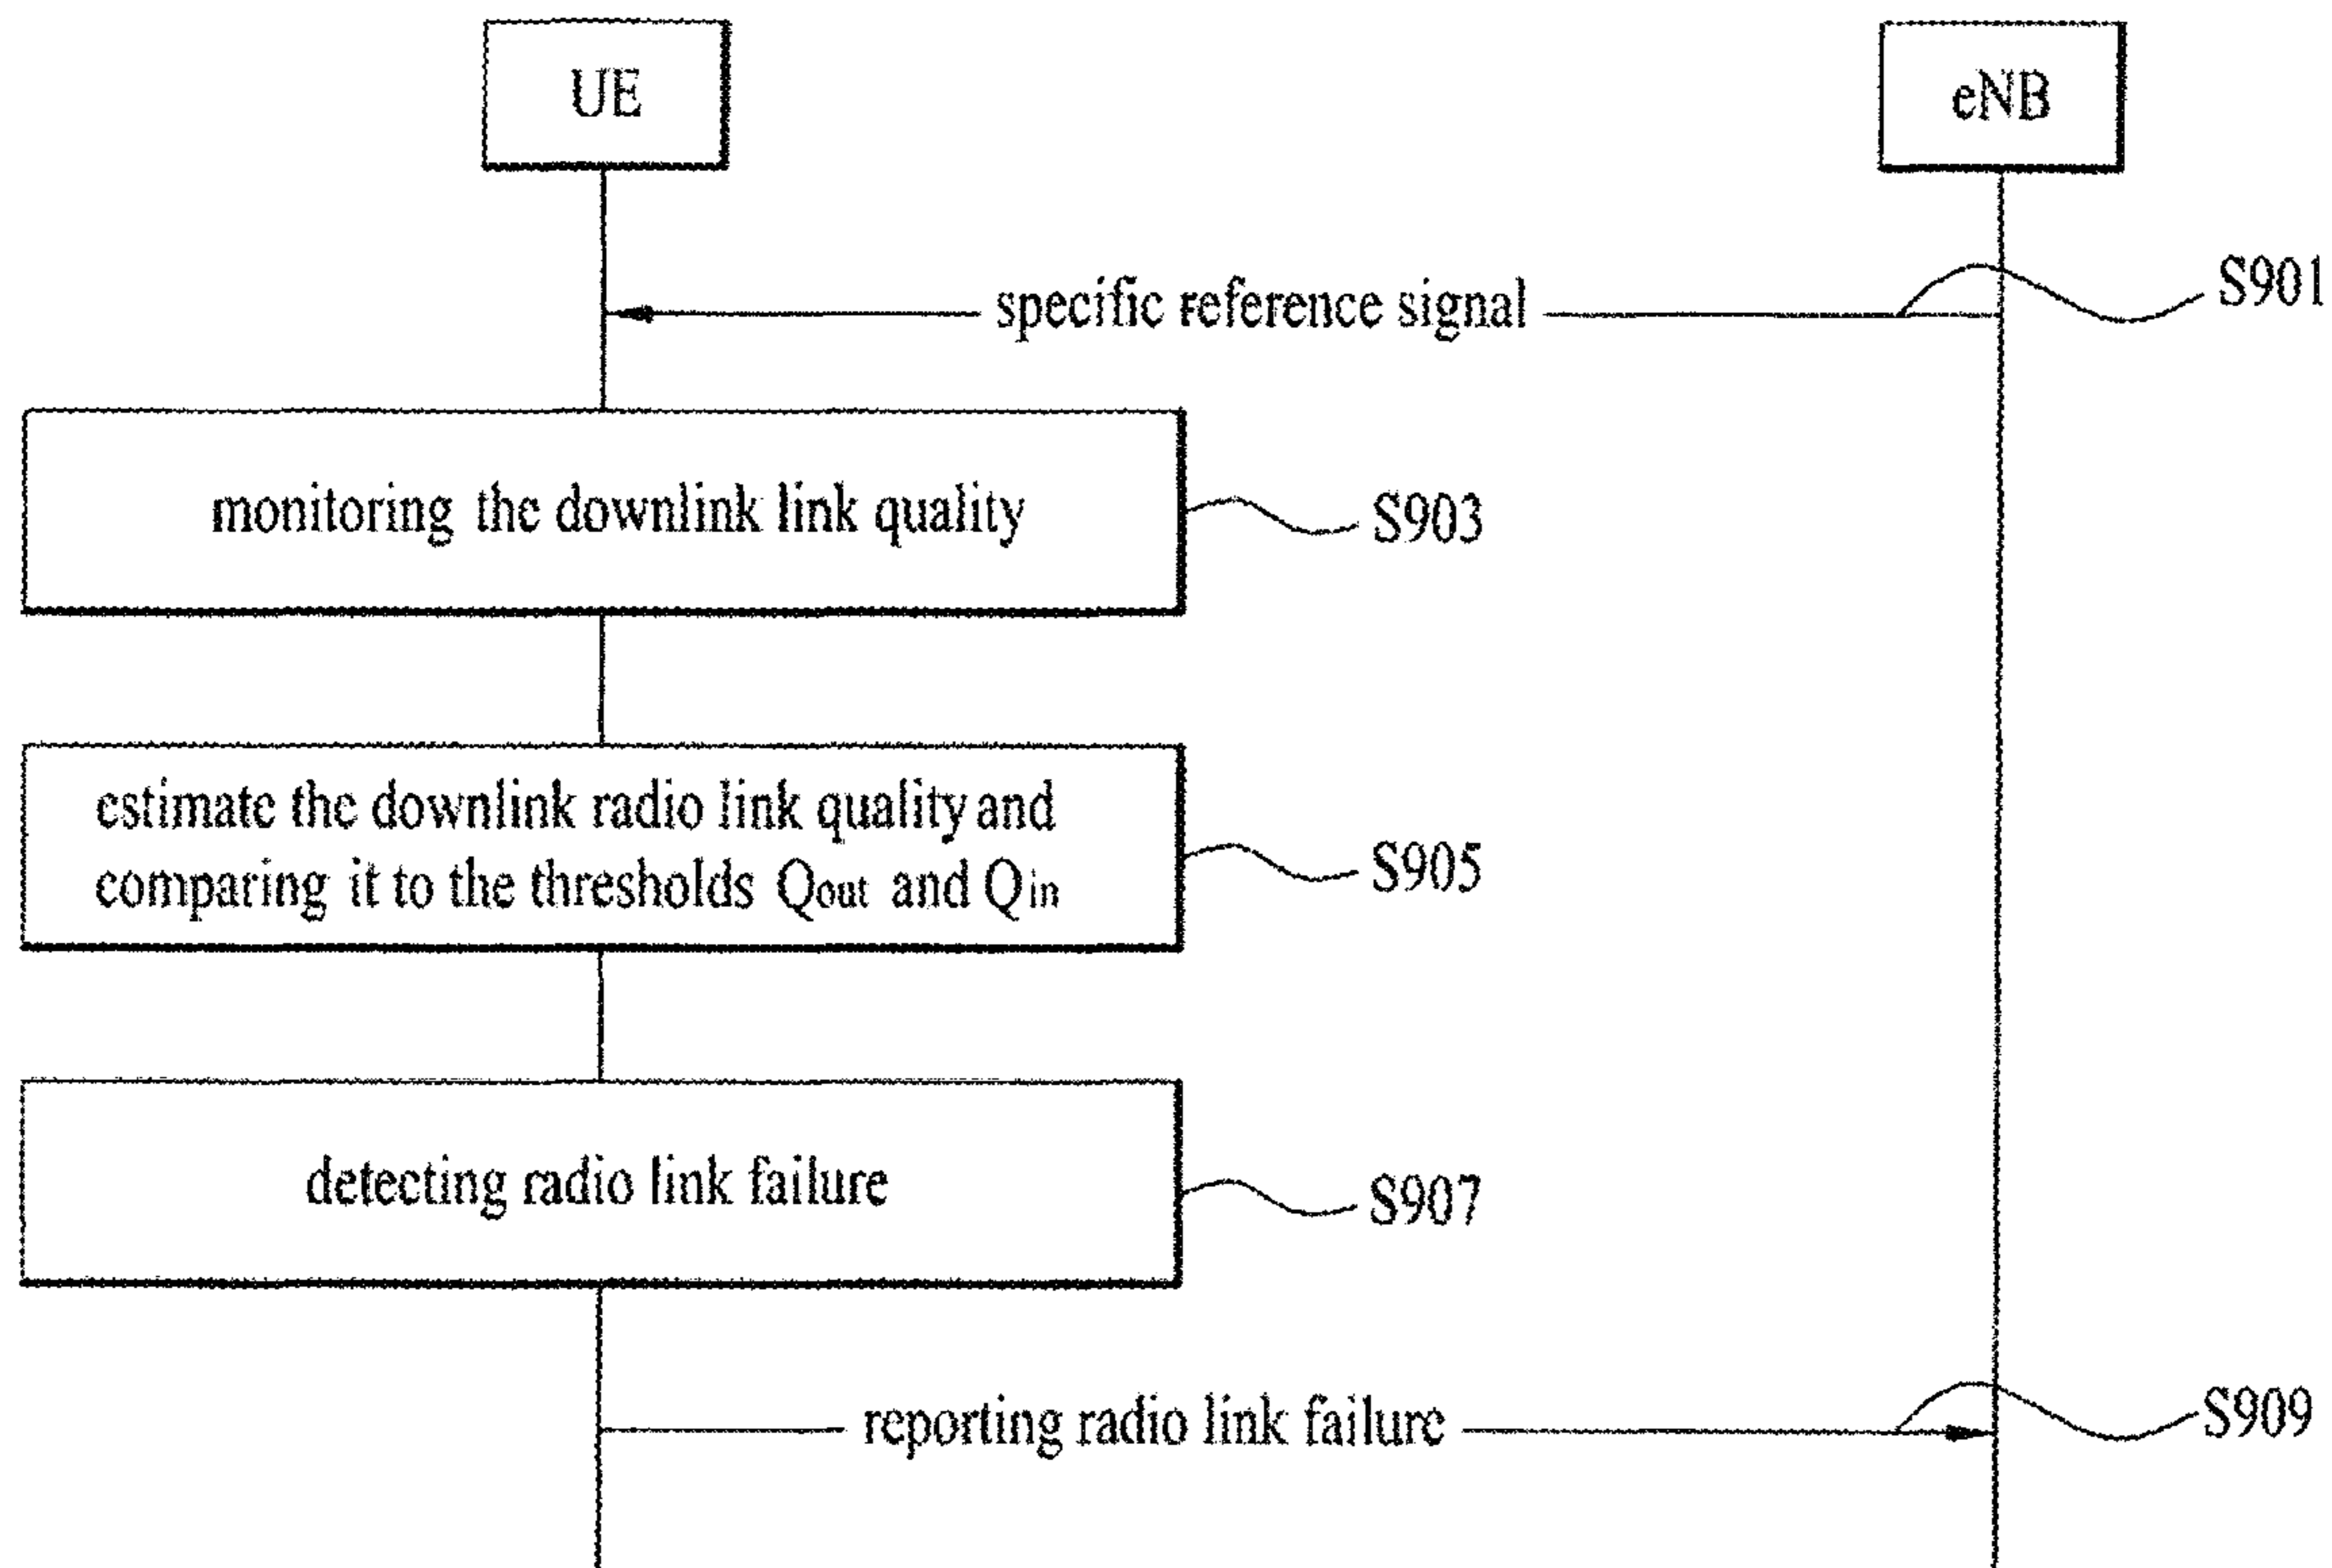 UE
eNB
specific reference signal
S901
monitoring the downlink link quality
S903
estimate the downlink radio link quality and
comparing it to the thresholds Qout and Qin
S905
detecting radio link failure
S907
reporting radio link failure
S909